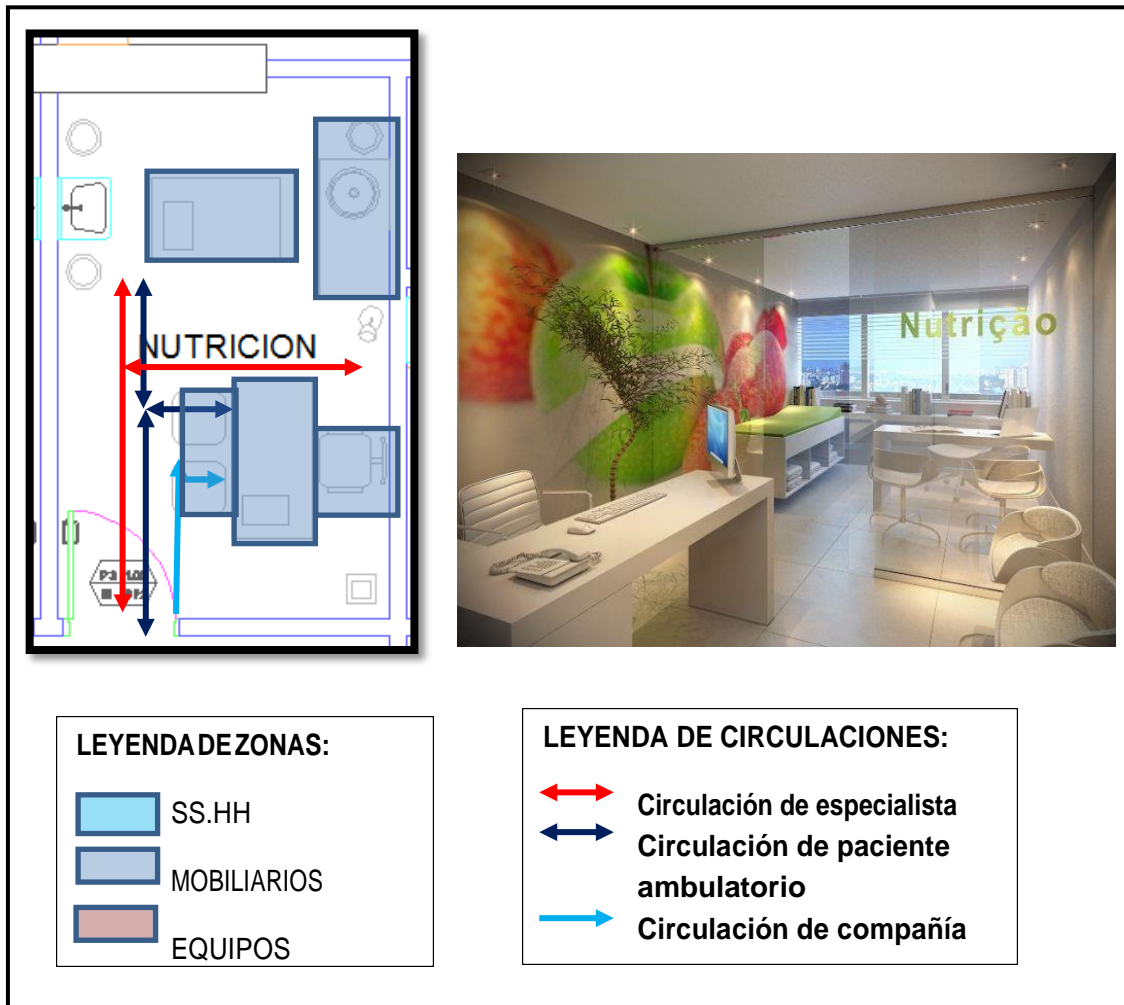 NUTRICION
Nutrição
LEYENDA DE ZONAS:
SS.HH
MOBILIARIOS
EQUIPOS
LEYENDA DE CIRCULACIONES:
Circulación de especialista
Circulación de paciente
ambulatorio
Circulación de compañía